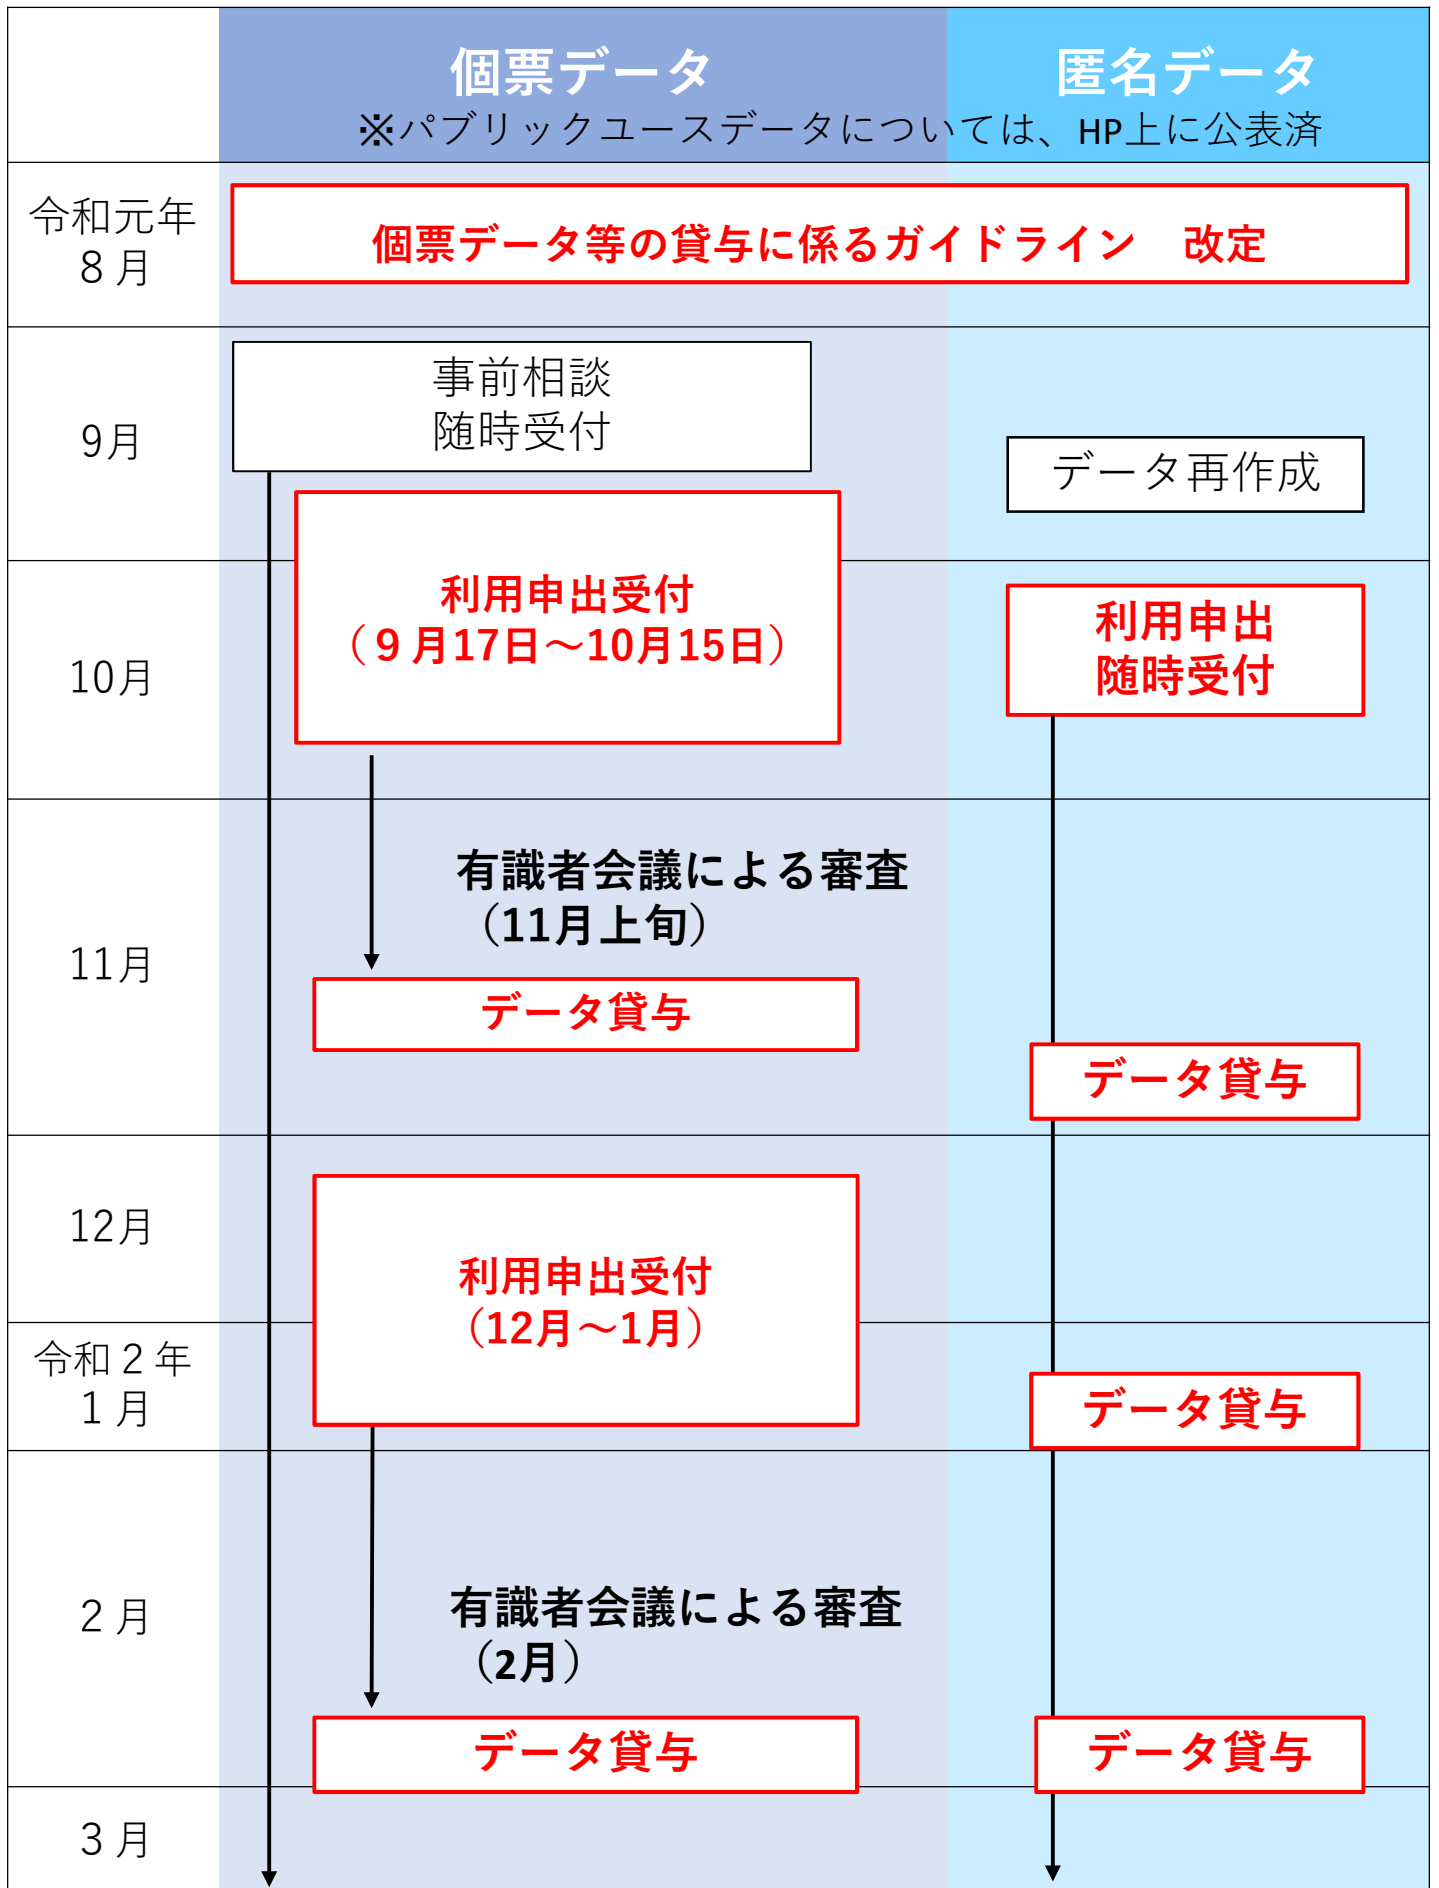 個票データ
匿名データ
※パブリックユースデータについては、HP上に公表済
令和元年
8月
個票データ等の貸与に係るガイドライン　改定
9月
事前相談
随時受付
データ再作成
10月
利用申出受付
（９月17日～10月15日）
利用申出
随時受付
11月
有識者会議による審査
（11月上旬）
データ貸与
データ貸与
12月
利用申出受付
（12月～1月）
令和２年
1月
データ貸与
２月
有識者会議による審査
（2月）
データ貸与
データ貸与
３月